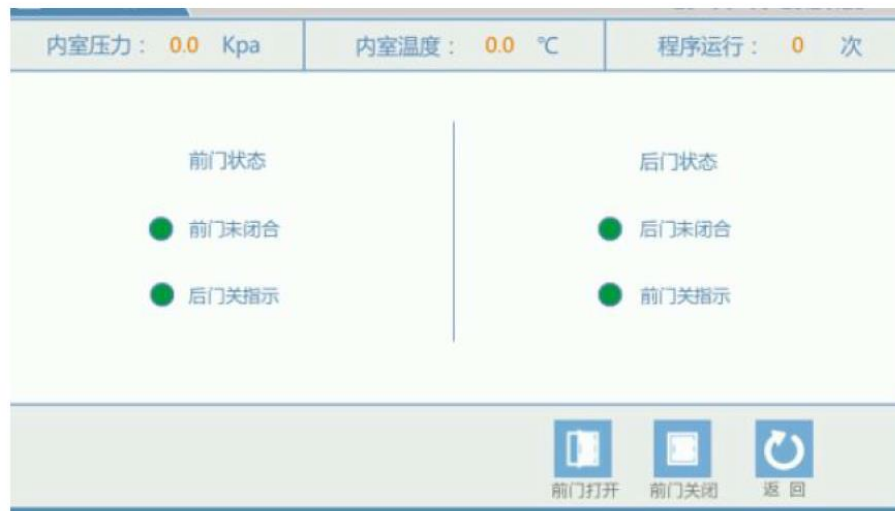 内室压力： 0.0 Kpa
内室温度： 0.0 ℃
程序运行： 0 次
前门状态
前门未闭合
后门关指示
后门状态
后门未闭合
前门关指示
前门打开
前门关闭
返 回